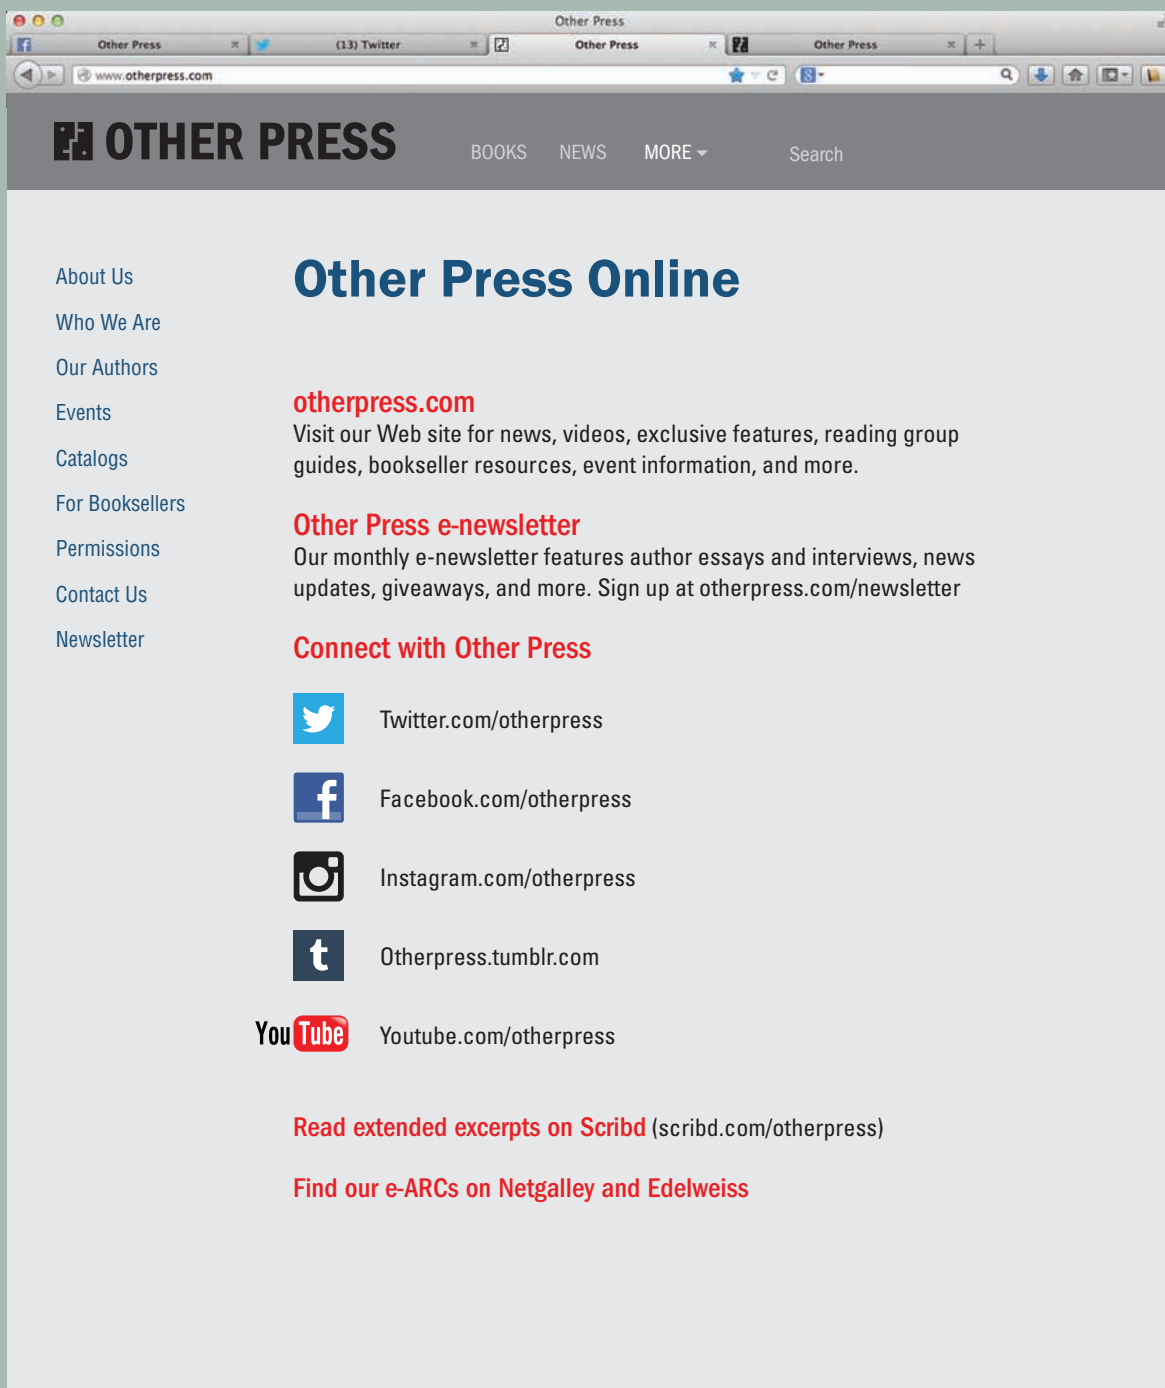 Other Press
Other Press
(13) Twitter
Other Press
Other Press
www.otherpress.com
OTHER PRESS
BOOKS NEWS MORE
Search
About Us
Who We Are
Our Authors
Events
Catalogs
For Booksellers
Permissions
Contact Us
Newsletter
Other Press Online
otherpress.com
Visit our Web site for news, videos, exclusive features, reading group
guides, bookseller resources, event information, and more.
Other Press e-newsletter
Our monthly e-newsletter features author essays and interviews, news
updates, giveaways, and more. Sign up at otherpress.com/newsletter
Connect with Other Press
Twitter.com/otherpress
f Facebook.com/otherpress
Instagram.com/otherpress
t Otherpress.tumblr.com
YouTube Youtube.com/otherpress
Read extended excerpts on Scribd (scribd.com/otherpress)
Find our e-ARCs on Netgalley and Edelweiss